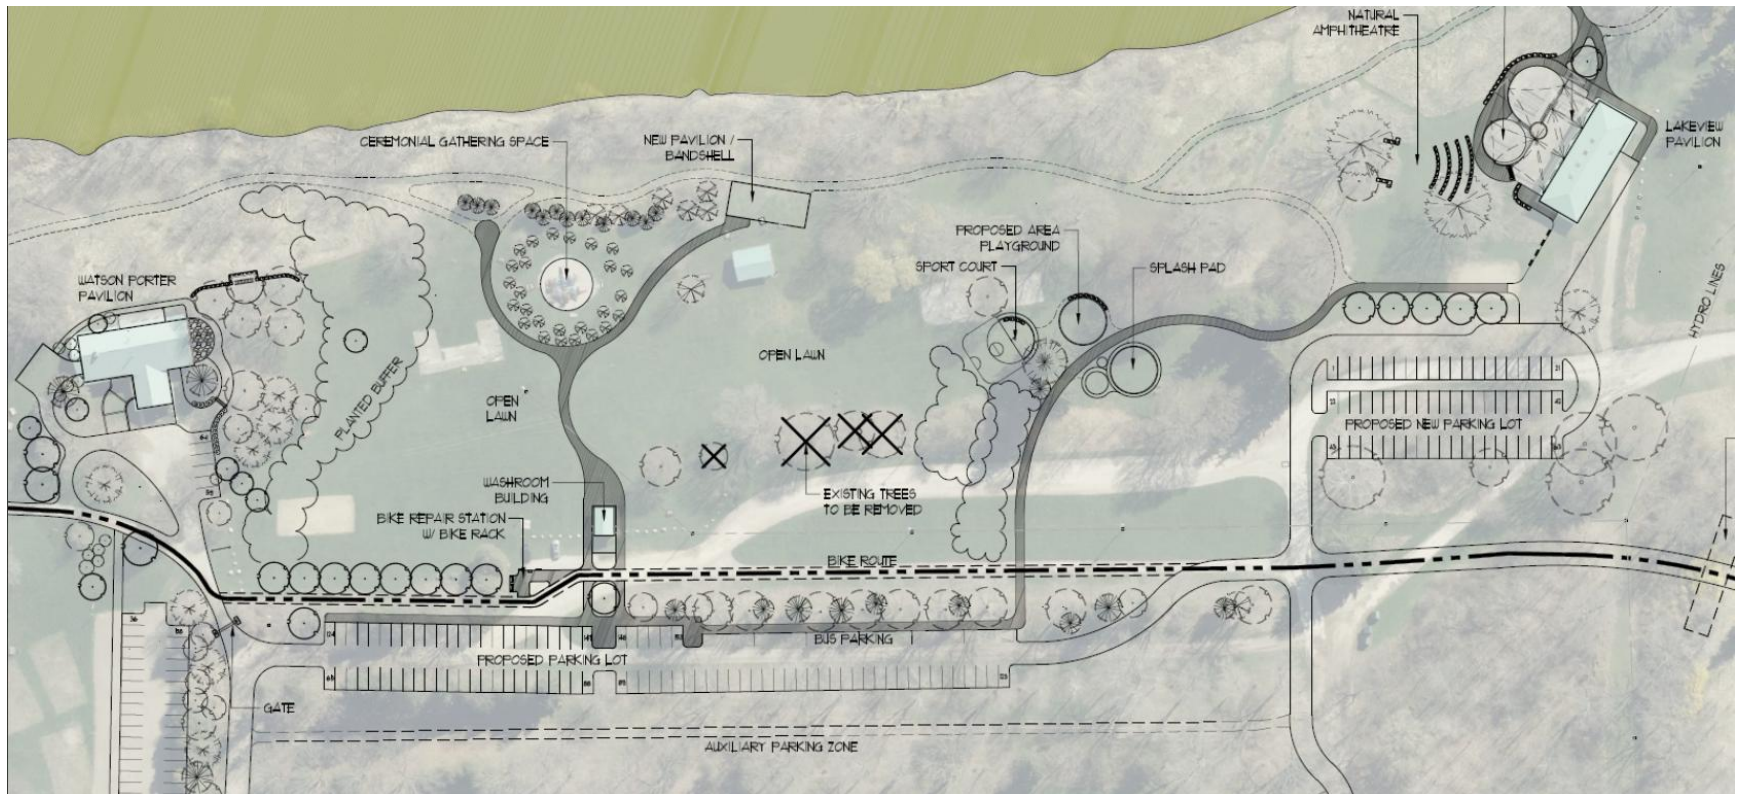 NATURAL
AMPHITHEATRE
LAKEVIEW
PAVILION
CEREMONIAL GATHERING SPACE
NEW PAVILION /
BANDSHELL
PROPOSED AREA
PLAYGROUND
SPORT COURT
SPLASH PAD
WATSON PORTER
PAVILION
HYDRO LINES
OPEN LAWN
PLANTED BUFFER
OPEN
LAWN
PROPOSED NEW PARKING LOT
WASHROOM
BUILDING
EXISTING TREES
TO BE REMOVED
BIKE REPAIR STATION
W/ BIKE RACK
BIKE ROUTE
BUS PARKING
PROPOSED PARKING LOT
GATE
AUXILIARY PARKING ZONE